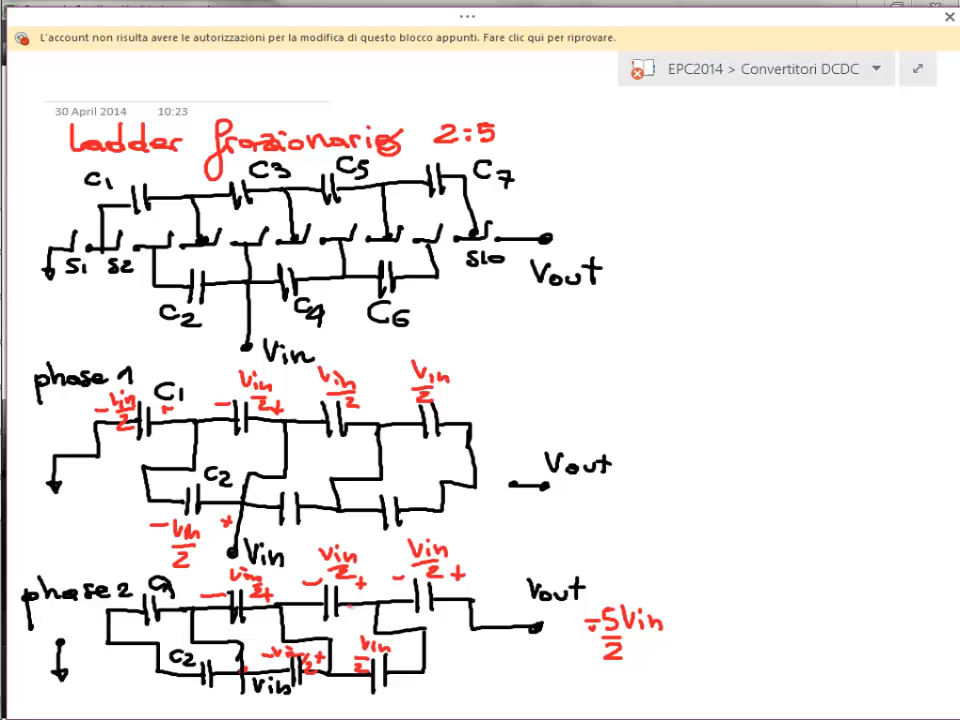 L'account non risulta avere le autorizzazioni per la modifica di questo blocco appunti. Fare clic qui per riprovare.
EPC2014 > Convertitori DCDC
30 April 2014 10:23
Ladder frazionario 2:5
C1 C3 C5 C7
S1 S2 S10
Vout
C2 C4 C6
Vin
phase 1
- Vin/2 + C1
- Vin/2 +
Vin/2
Vin/2
C2
Vout
- Vin/2 +
Vin
phase 2 C1
- Vin/2 +
- Vin/2 +
- Vin/2 +
Vout
= 5Vin/2
C2
- Vin/2 +
Vin/2
Vin